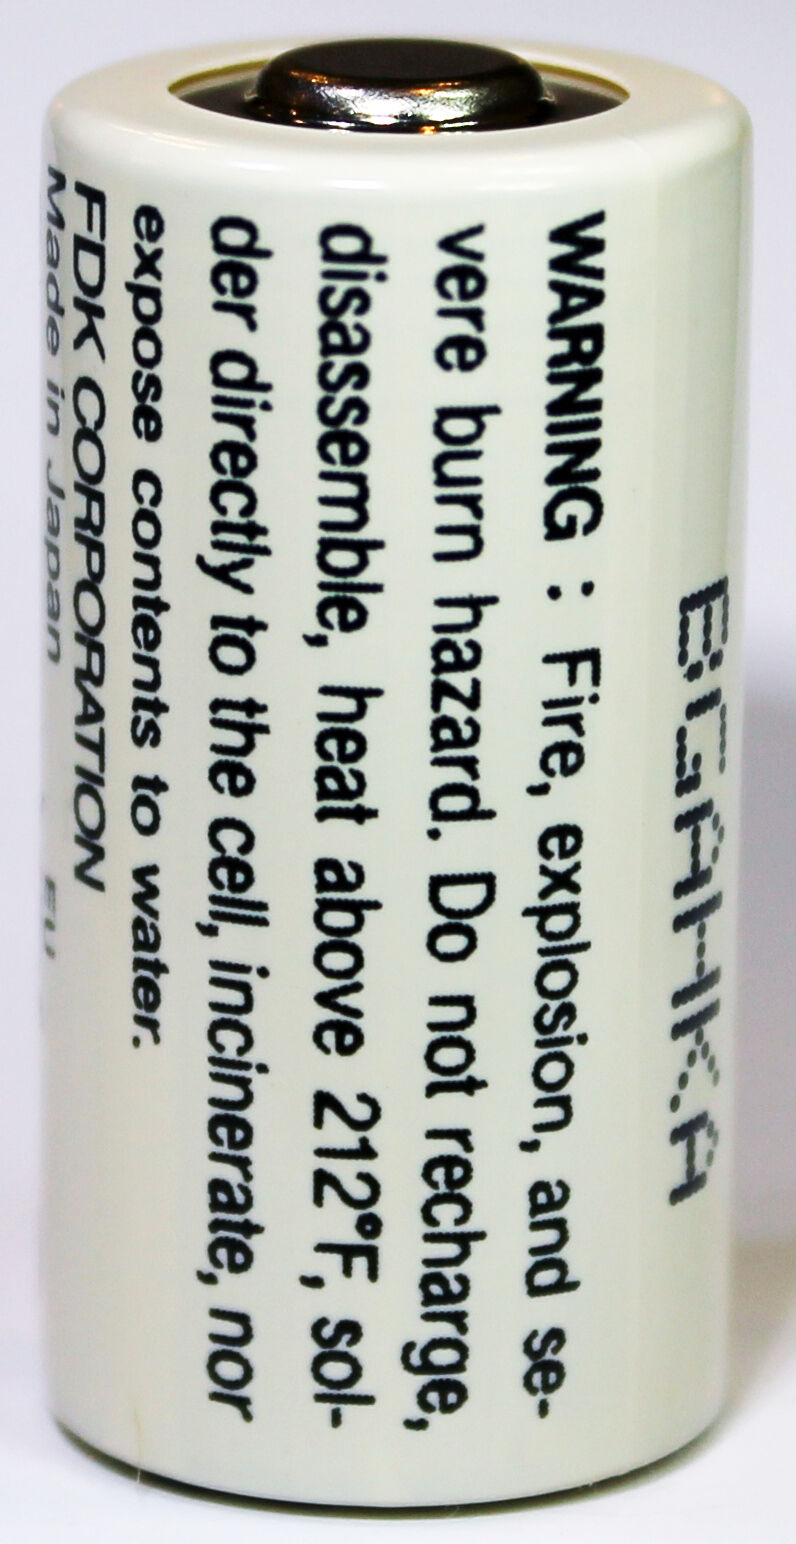 BGAHKA
WARNING : Fire, explosion, and se-
vere burn hazard. Do not recharge,
disassemble, heat above 212°F, sol-
der directly to the cell, incinerate, nor
expose contents to water.
FDK CORPORATION
Made in Japan